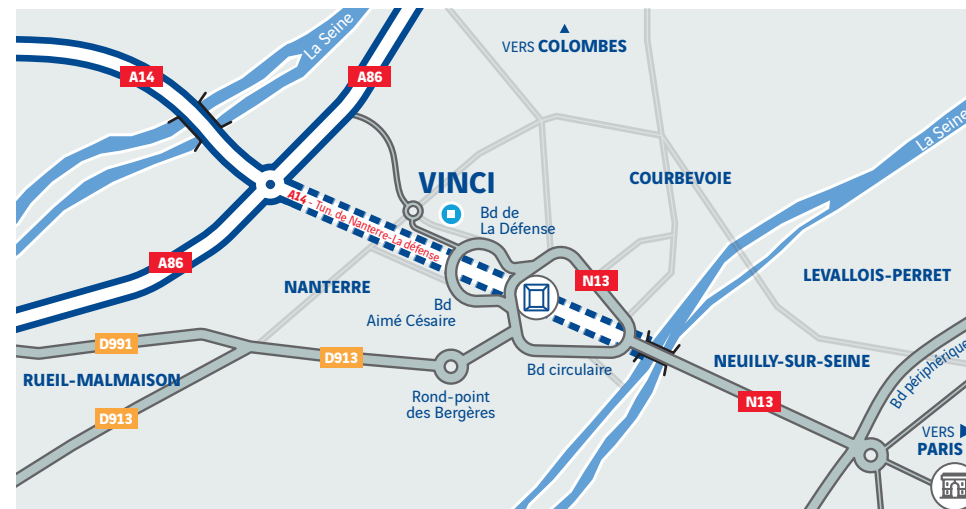 La Seine
VERS COLOMBES
A14
A86
La Seine
VINCI
COURBEVOIE
A14 - Tun. de Nanterre-La défense
Bd de
La Défense
A86
N13
LEVALLOIS-PERRET
NANTERRE
Bd
Aimé Césaire
D991
D913
Bd circulaire
NEUILLY-SUR-SEINE
RUEIL-MALMAISON
Bd périphérique
Rond-point
des Bergères
N13
D913
VERS
PARIS